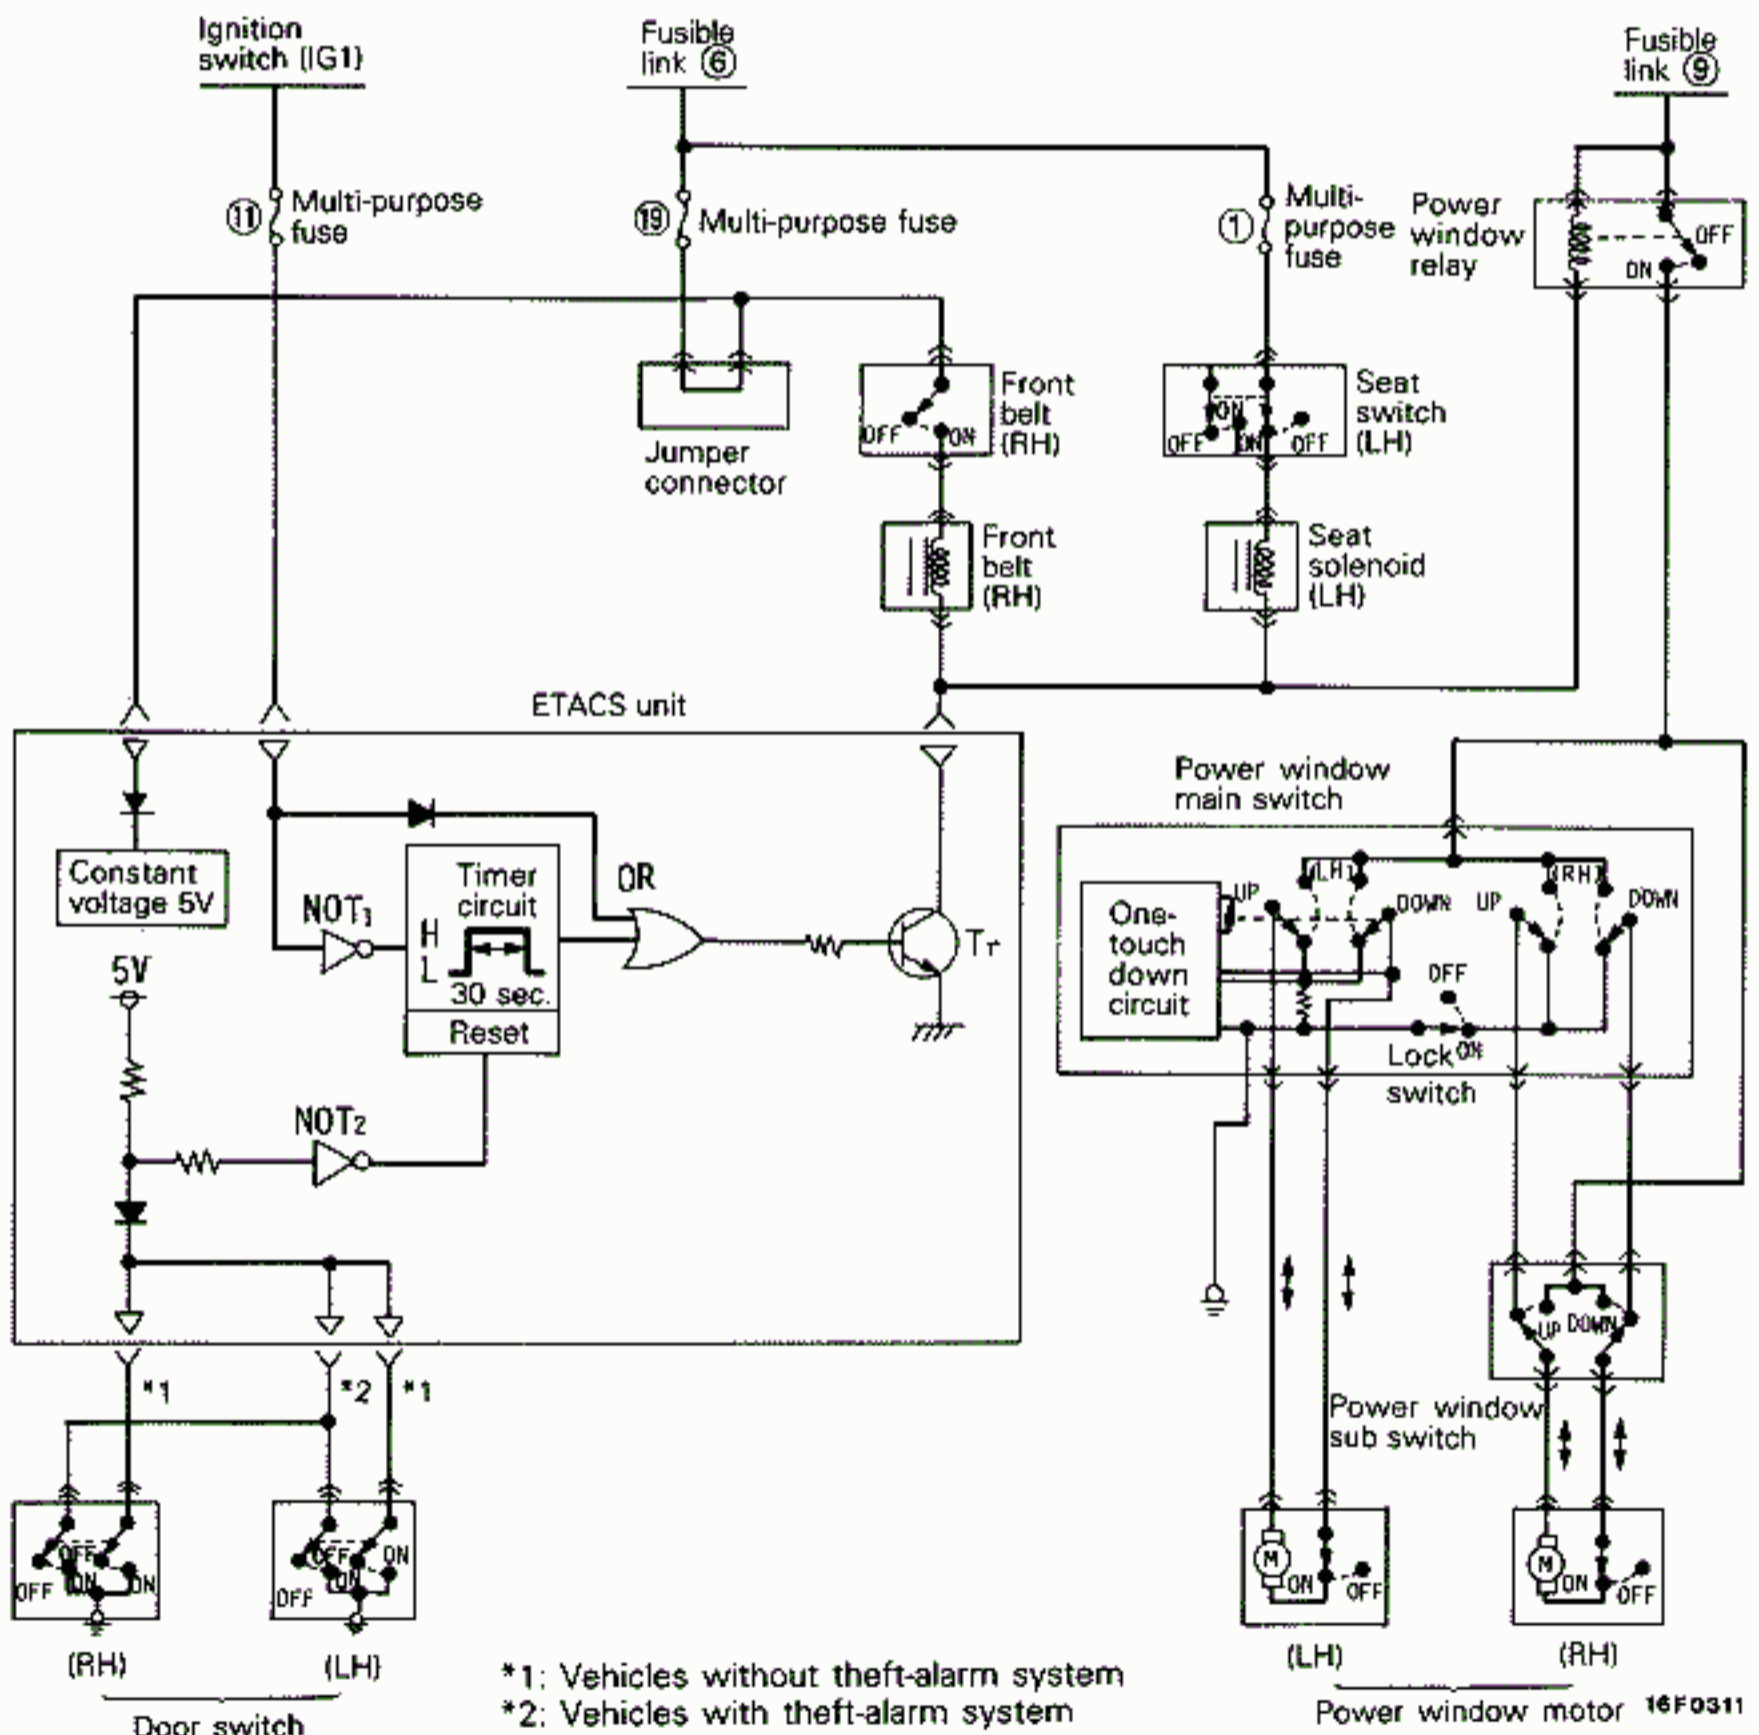 Ignition
switch (IG1)
Fusible
link ⑥
Fusible
link ⑨
⑪
Multi-purpose
fuse
⑲
Multi-purpose fuse
①
Multi-
purpose
fuse
Power
window
relay
OFF
ON
Jumper
connector
OFF
ON
Front
belt
(RH)
ON
OFF
ON
OFF
Seat
switch
(LH)
Front
belt
(RH)
Seat
solenoid
(LH)
ETACS unit
Constant
voltage 5V
5V
NOT1
Timer
circuit
H
L
30 sec.
Reset
OR
Tr
NOT2
Power window
main switch
One-
touch
down
circuit
UP
(LH)
DOWN
UP
(RH)
DOWN
OFF
ON
Lock
switch
*1
*2
*1
UP
DOWN
Power window
sub switch
OFF
OFF
ON
ON
OFF
OFF
ON
ON
M
ON
OFF
M
ON
OFF
(RH)
(LH)
Door switch
(LH)
(RH)
Power window motor
*1: Vehicles without theft-alarm system
*2: Vehicles with theft-alarm system
16F0311